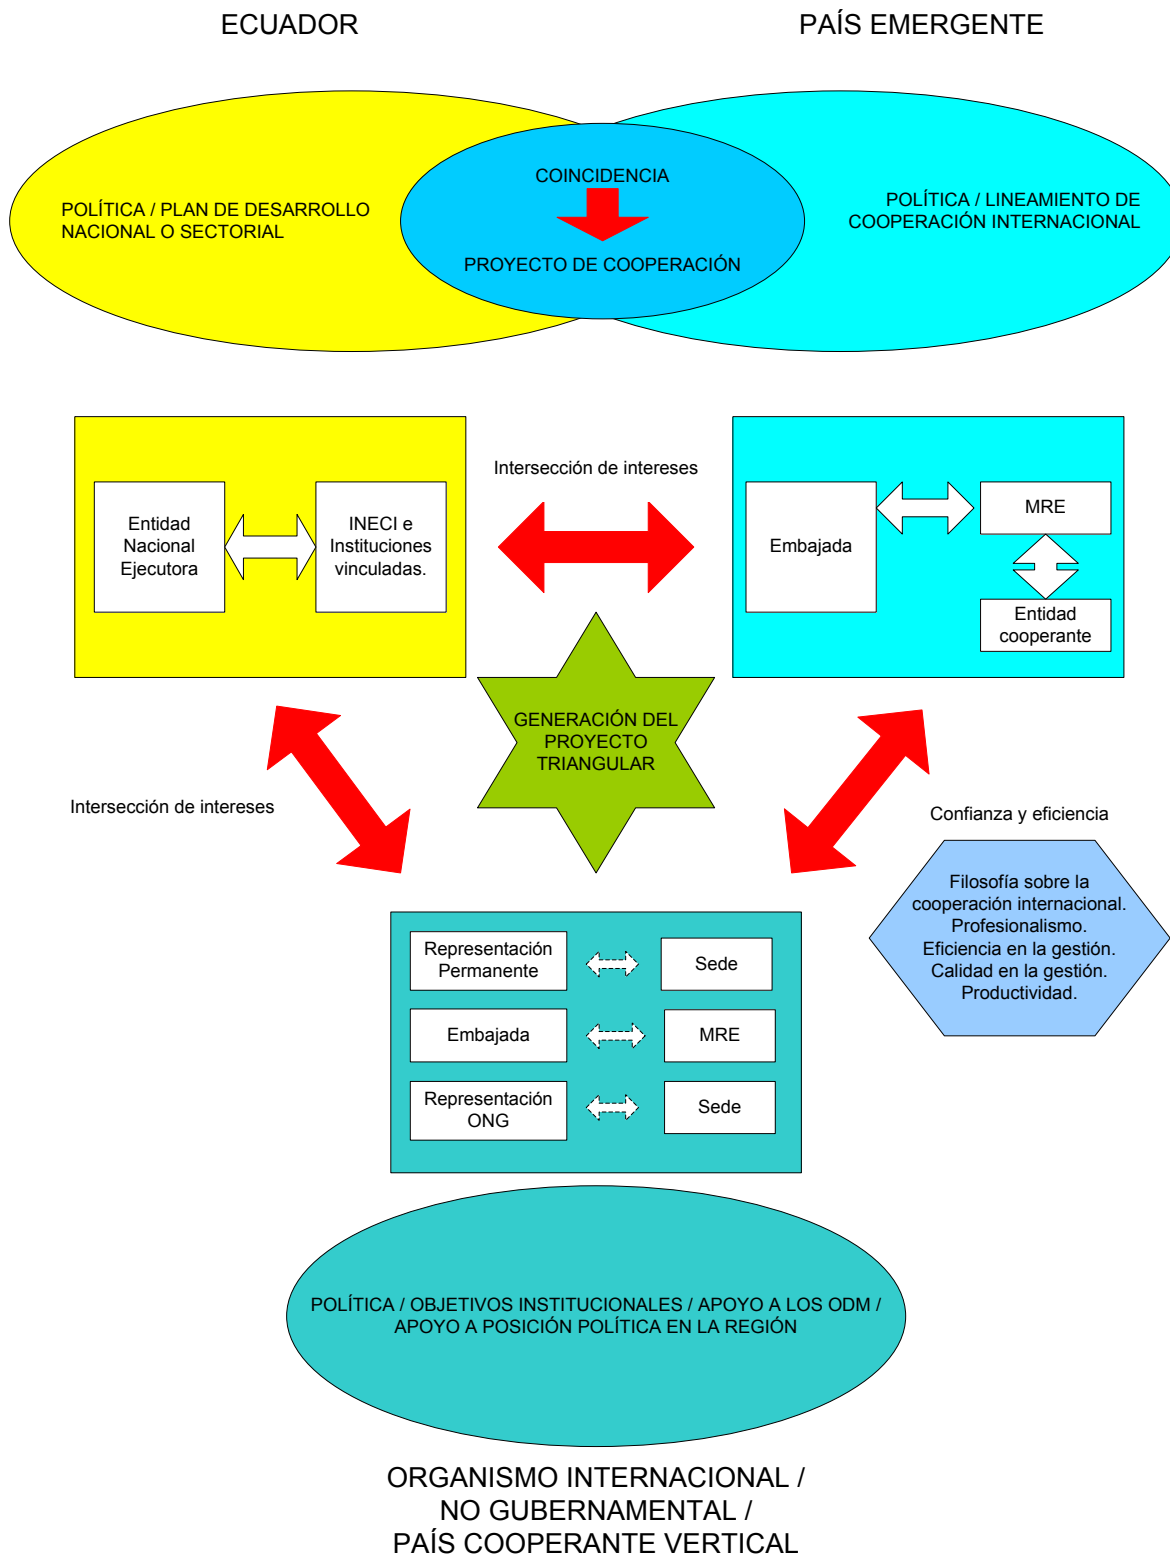 ECUADOR
PAÍS EMERGENTE
POLÍTICA / PLAN DE DESARROLLO
NACIONAL O SECTORIAL
COINCIDENCIA
PROYECTO DE COOPERACIÓN
POLÍTICA / LINEAMIENTO DE
COOPERACIÓN INTERNACIONAL
Entidad
Nacional
Ejecutora
INECI e
Instituciones
vinculadas.
Intersección de intereses
Embajada
MRE
Entidad
cooperante
GENERACIÓN DEL
PROYECTO
TRIANGULAR
Intersección de intereses
Confianza y eficiencia
Filosofía sobre la
cooperación internacional.
Profesionalismo.
Eficiencia en la gestión.
Calidad en la gestión.
Productividad.
Representación
Permanente
Sede
Embajada
MRE
Representación
ONG
Sede
POLÍTICA / OBJETIVOS INSTITUCIONALES / APOYO A LOS ODM /
APOYO A POSICIÓN POLÍTICA EN LA REGIÓN
ORGANISMO INTERNACIONAL /
NO GUBERNAMENTAL /
PAÍS COOPERANTE VERTICAL